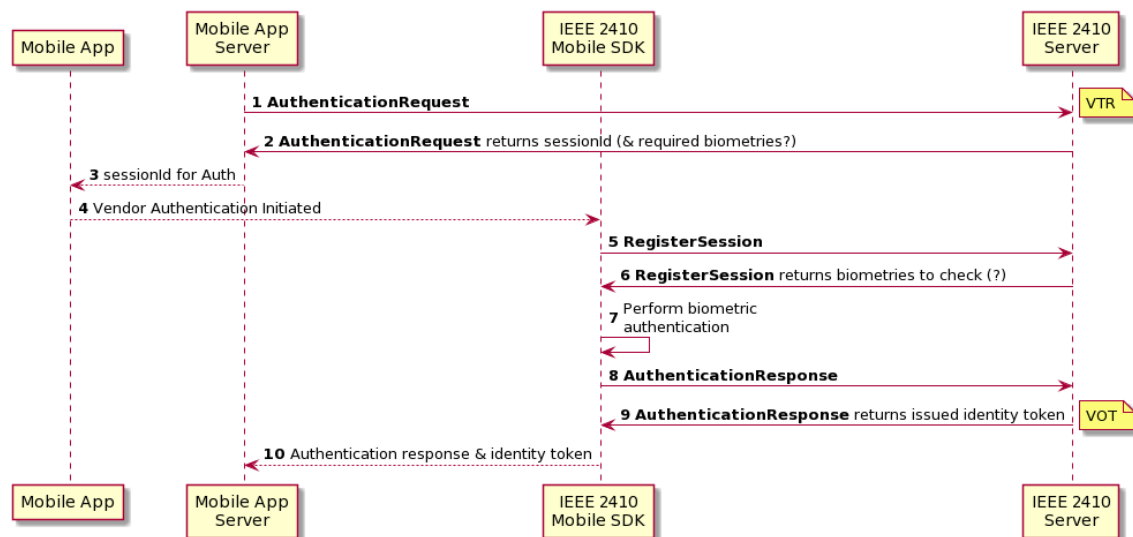 Mobile App
Mobile App
Server
IEEE 2410
Mobile SDK
IEEE 2410
Server
1 AuthenticationRequest
VTR
2 AuthenticationRequest returns sessionId (& required biometries?)
3 sessionId for Auth
4 Vendor Authentication Initiated
5 RegisterSession
6 RegisterSession returns biometries to check (?)
7 Perform biometric
authentication
8 AuthenticationResponse
9 AuthenticationResponse returns issued identity token
VOT
10 Authentication response & identity token
Mobile App
Mobile App
Server
IEEE 2410
Mobile SDK
IEEE 2410
Server